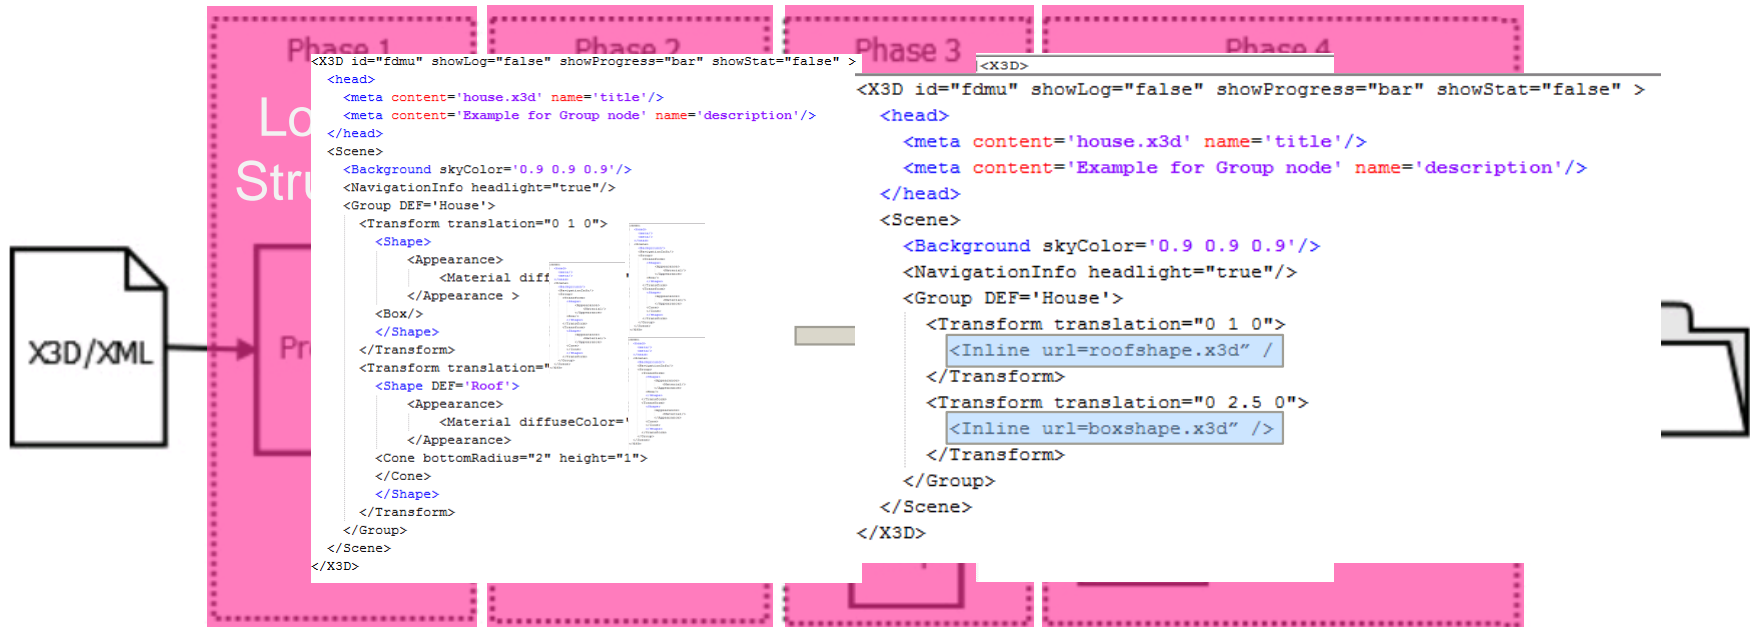 Phase 1
Phase 2
Phase 3
Phase 4
Lo
Stru
X3D/XML
Pr
<X3D id="fdmu" showLog="false" showProgress="bar" showStat="false" >
<head>
<meta content='house.x3d' name='title'/>
<meta content='Example for Group node' name='description'/>
</head>
<Scene>
<Background skyColor='0.9 0.9 0.9'/>
<NavigationInfo headlight="true"/>
<Group DEF='House'>
<Transform translation="0 1 0">
<Shape>
<Appearance>
<Material diff
</Appearance >
<Box/>
</Shape>
</Transform>
<Transform translation="
<Shape DEF='Roof'>
<Appearance>
<Material diffuseColor='
</Appearance>
<Cone bottomRadius="2" height="1">
</Cone>
</Shape>
</Transform>
</Group>
</Scene>
</X3D>
<X3D>
<X3D id="fdmu" showLog="false" showProgress="bar" showStat="false" >
<head>
<meta content='house.x3d' name='title'/>
<meta content='Example for Group node' name='description'/>
</head>
<Scene>
<Background skyColor='0.9 0.9 0.9'/>
<NavigationInfo headlight="true"/>
<Group DEF='House'>
<Transform translation="0 1 0">
<Inline url=roofshape.x3d” /
</Transform>
<Transform translation="0 2.5 0">
<Inline url=boxshape.x3d” />
</Transform>
</Group>
</Scene>
</X3D>